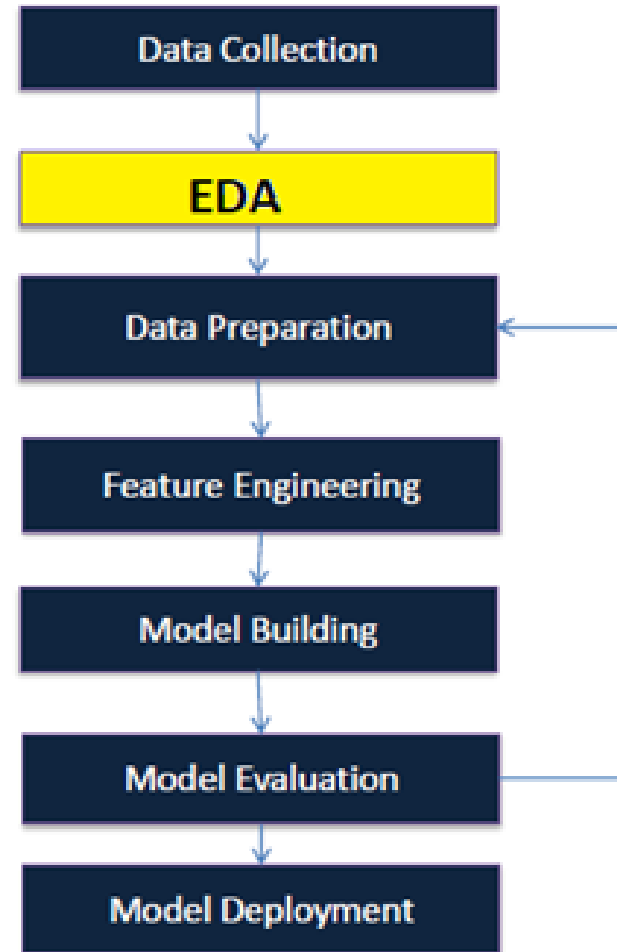 Data Collection
EDA
Data Preparation
Feature Engineering
Model Building
Model Evaluation
Model Deployment